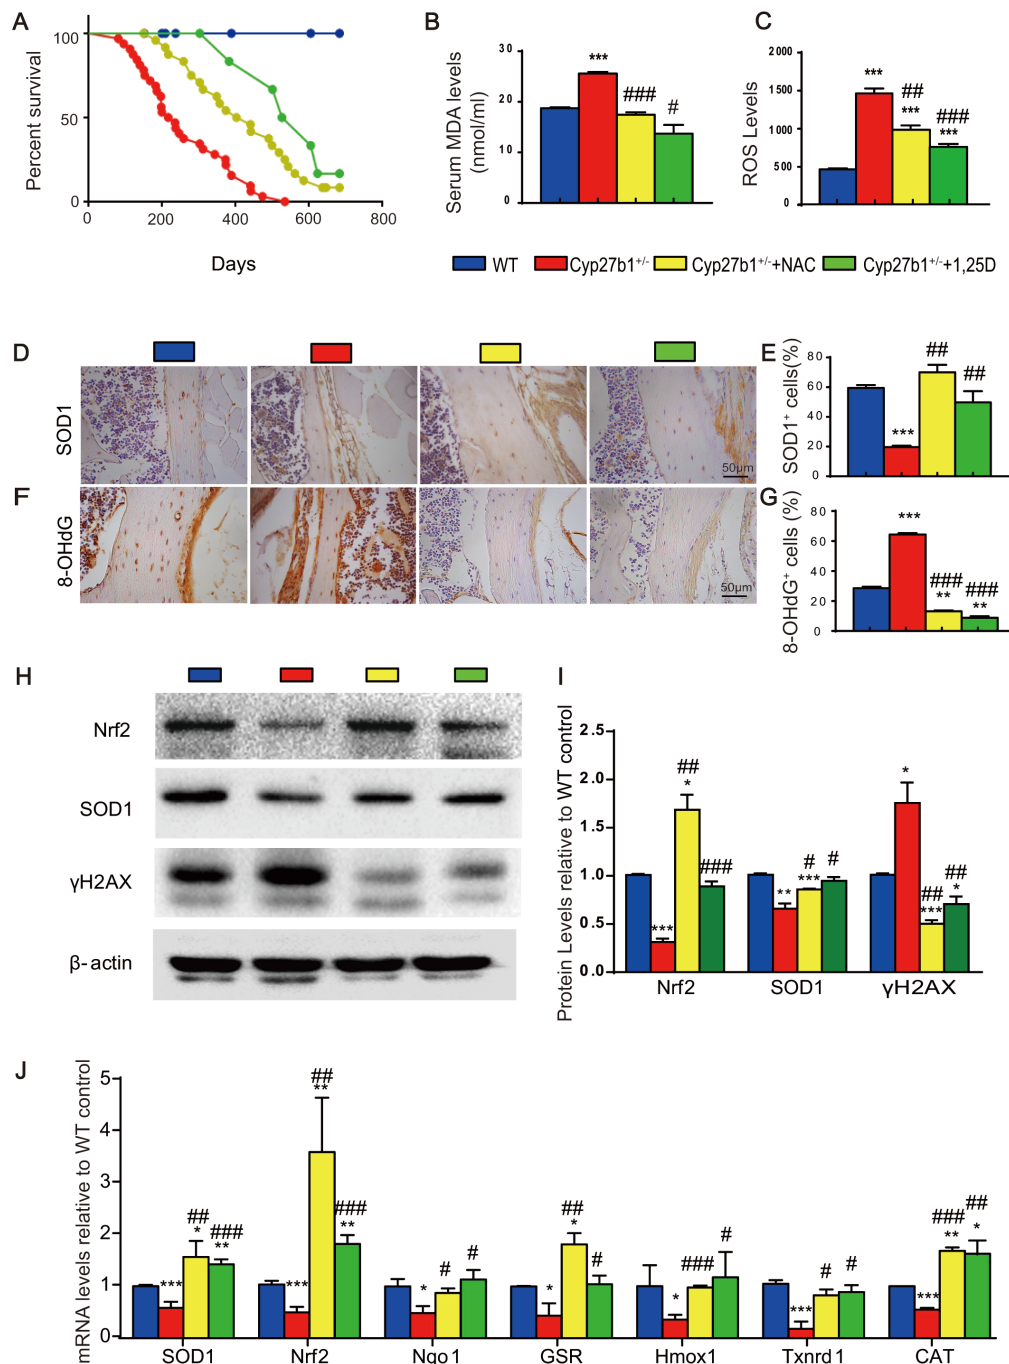 A
Percent survival
100
50
0
0
200
400
600
800
Days
B
Serum MDA levels
(nmol/ml)
30
20
10
0
***
###
#
C
ROS Levels
2000
1500
1000
500
0
***
##
***
###
***
WT
Cyp27b1+/-
Cyp27b1+/-+NAC
Cyp27b1+/-+1,25D
D
SOD1
50μm
E
SOD1+ cells(%)
80
60
40
20
0
***
##
##
F
8-OHdG
50μm
G
8-OHdG+ cells (%)
80
60
40
20
0
***
###
**
###
**
H
Nrf2
SOD1
γH2AX
β- actin
I
Protein Levels relative to WT control
2.5
2.0
1.5
1.0
0.5
0.0
***
##
*
###
**
#
***
#
*
##
***
##
*
Nrf2
SOD1
γH2AX
J
mRNA levels relative to WT control
5
4
3
2
1
0
***
##
*
###
**
***
##
**
###
**
*
#
#
*
##
*
#
*
###
#
***
#
#
***
###
**
##
*
SOD1
Nrf2
Nqo1
GSR
Hmox1
Txnrd1
CAT